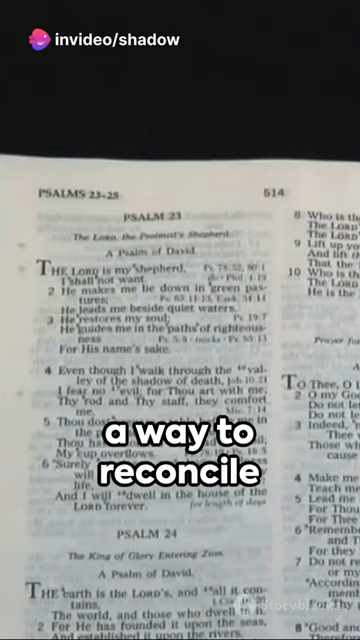 invideo/shadow
PSALMS 23-25
514
PSALM 23
The LORD, the Psalmist's Shepherd.
A Psalm of David.
THE LORD is my shepherd,
I shall not want.
2 He makes me lie down in green pas-
tures;
He leads me beside quiet waters.
3 He restores my soul;
He guides me in the paths of righteous-
ness
For His name's sake.
4 Even though I walk through the val-
ley of the shadow of death,
I fear no evil; for Thou art with me;
Thy rod and Thy staff, they comfort
me.
5 Thou
the
Thou
My cup overflows.
6 Surely
will
life,
And I will dwell in the house of the
LORD forever.
for length of days
a way to
reconcile
PSALM 24
The King of Glory Entering Zion.
A Psalm of David.
THE earth is the LORD'S, and all it con-
tains,
The world, and those who dwell in it.
2 For He has founded it upon the seas,
And established it upon the rivers.
8 Who is th
The LORD
The LORD
9 Lift up yo
And lift th
That the
10 Who is th
The LORD
He is the
Prayer for
TO Thee, O
2 O my Go
Do not le
Do not le
3 Indeed,
Thee
Those wh
cause
4 Make me
Teach me
5 Lead me
For Thou
For Thee
6 Remembe
and Th
For they
7 Do not re
or my
Accordin
memb
For Thy
8 Good and